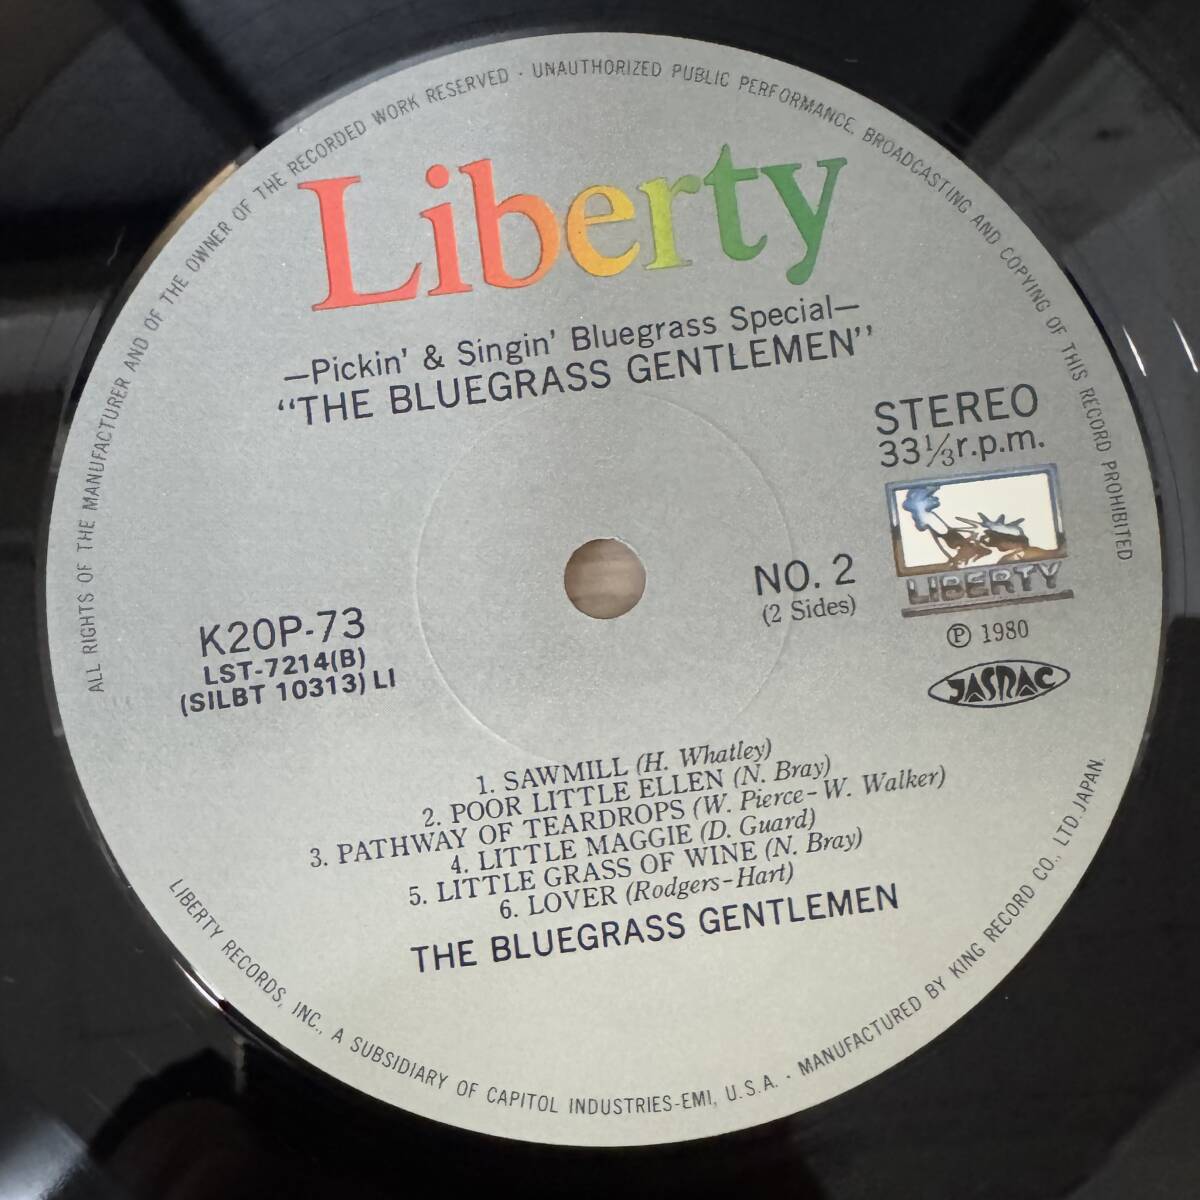 ALL RIGHTS OF THE MANUFACTURER AND OF THE OWNER OF THE RECORDED WORK RESERVED · UNAUTHORIZED PUBLIC PERFORMANCE, BROADCASTING AND COPYING OF THIS RECORD PROHIBITED
Liberty
—Pickin' & Singin' Bluegrass Special—
“THE BLUEGRASS GENTLEMEN”
STEREO
33⅓r.p.m.
LIBERTY
NO. 2
(2 Sides)
Ⓟ 1980
JASRAC
K20P-73
LST-7214(B)
(SILBT 10313) LI
1. SAWMILL (H. Whatley)
2. POOR LITTLE ELLEN (N. Bray)
3. PATHWAY OF TEARDROPS (W. Pierce-W. Walker)
4. LITTLE MAGGIE (D. Guard)
5. LITTLE GRASS OF WINE (N. Bray)
6. LOVER (Rodgers-Hart)
THE BLUEGRASS GENTLEMEN
LIBERTY RECORDS, INC., A SUBSIDIARY OF CAPITOL INDUSTRIES-EMI, U.S.A. · MANUFACTURED BY KING RECORD CO., LTD. JAPAN.